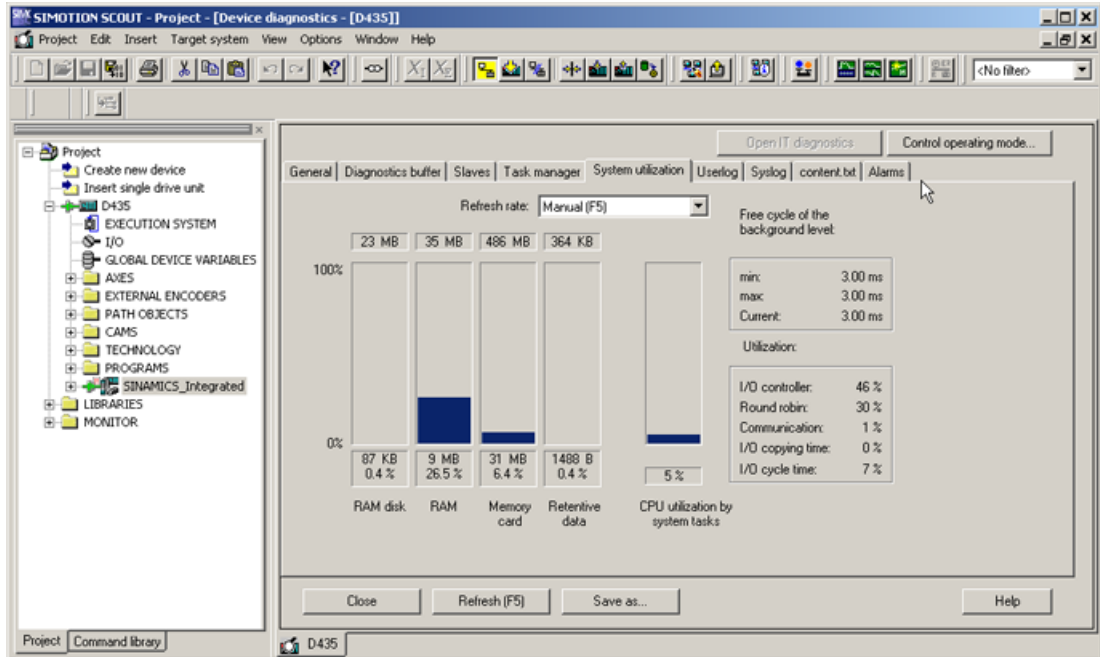 SIMOTION SCOUT - Project - [Device diagnostics - [D435]]
Project Edit Insert Target system View Options Window Help
<No filter>
Project
Create new device
Insert single drive unit
D435
EXECUTION SYSTEM
I/O
GLOBAL DEVICE VARIABLES
AXES
EXTERNAL ENCODERS
PATH OBJECTS
CAMS
TECHNOLOGY
PROGRAMS
SINAMICS_Integrated
LIBRARIES
MONITOR
Project Command library
Open IT diagnostics Control operating mode...
General Diagnostics buffer Slaves Task manager System utilization Userlog Syslog content.txt Alarms
Refresh rate: Manual (F5)
23 MB 35 MB 486 MB 364 KB
100%
0%
87 KB 9 MB 31 MB 1488 B
0.4 % 26.5 % 6.4 % 0.4 % 5 %
RAM disk RAM Memory card Retentive data CPU utilization by system tasks
Free cycle of the
background level:
min: 3.00 ms
max: 3.00 ms
Current: 3.00 ms
Utilization:
I/O controller: 46 %
Round robin: 30 %
Communication: 1 %
I/O copying time: 0 %
I/O cycle time: 7 %
Close Refresh (F5) Save as... Help
D435